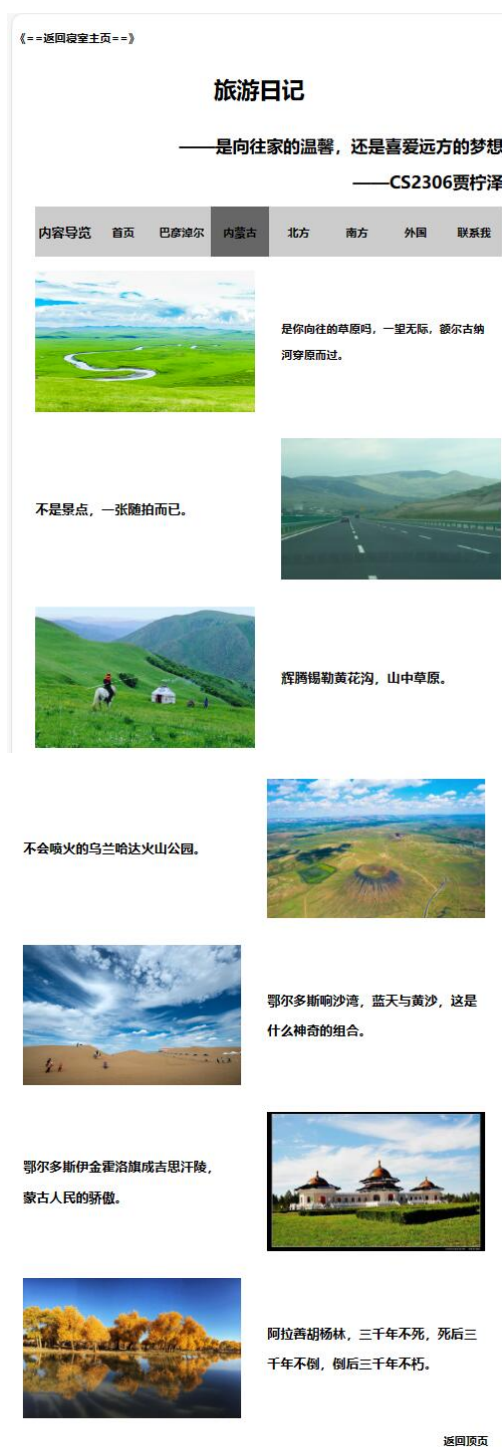 《==返回寝室主页==》
旅游日记
——是向往家的温馨，还是喜爱远方的梦想
——CS2306贾柠泽
内容导览 首页 巴彦淖尔 内蒙古 北方 南方 外国 联系我
是你向往的草原吗，一望无际，额尔古纳
河穿原而过。
不是景点，一张随拍而已。
辉腾锡勒黄花沟，山中草原。
不会喷火的乌兰哈达火山公园。
鄂尔多斯响沙湾，蓝天与黄沙，这是
什么神奇的组合。
鄂尔多斯伊金霍洛旗成吉思汗陵，
蒙古人民的骄傲。
阿拉善胡杨林，三千年不死，死后三
千年不倒，倒后三千年不朽。
返回顶页